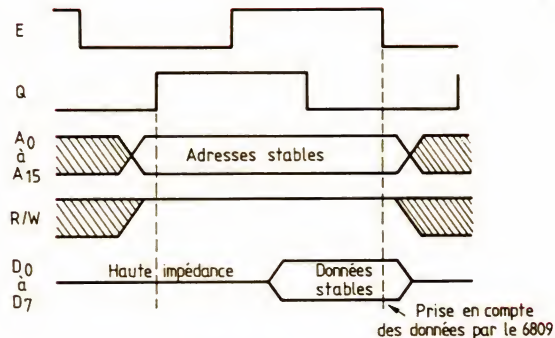 E
Q
A0
à
A15
Adresses stables
R/W
D0
à
D7
Haute impédance
Données
stables
Prise en compte
des données par le 6809